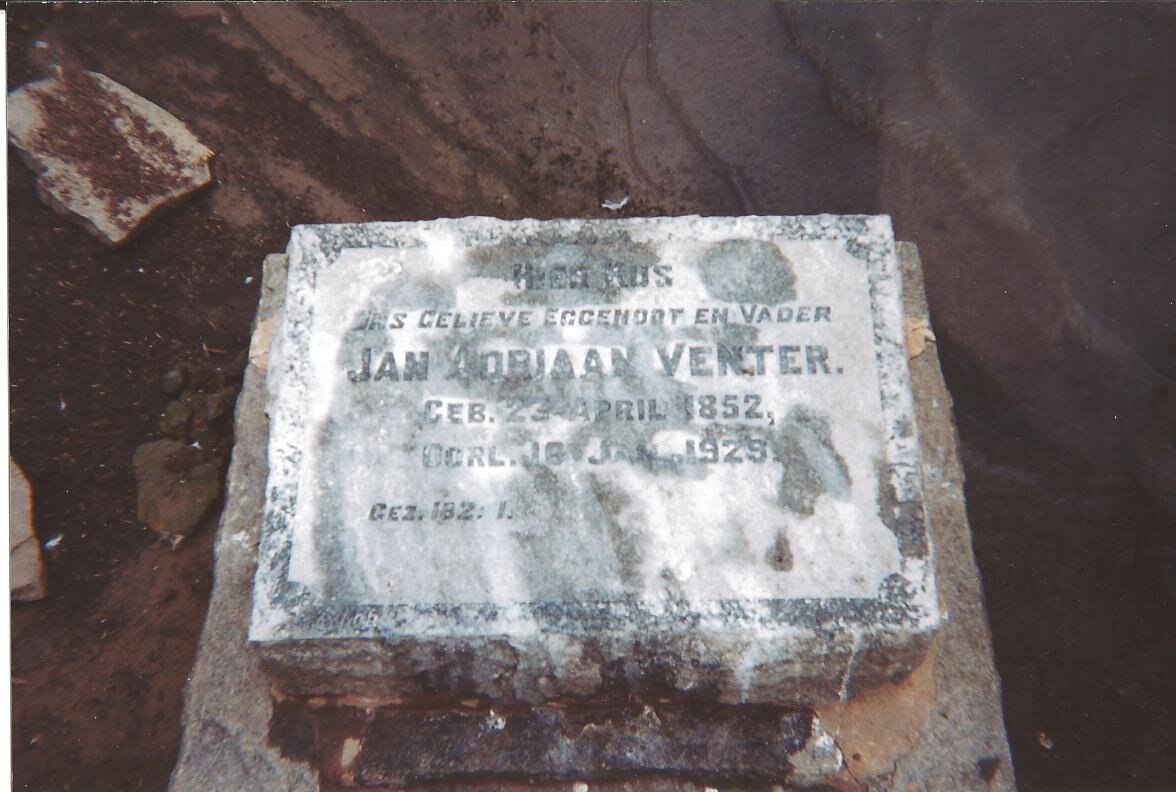 HIER RUS
ONS GELIEVE EGGENOOT EN VADER
JAN ADRIAAN VENTER.
GEB. 23 APRIL 1852,
OORL. 16 JAN. 1929.
GEZ. 182: 1.